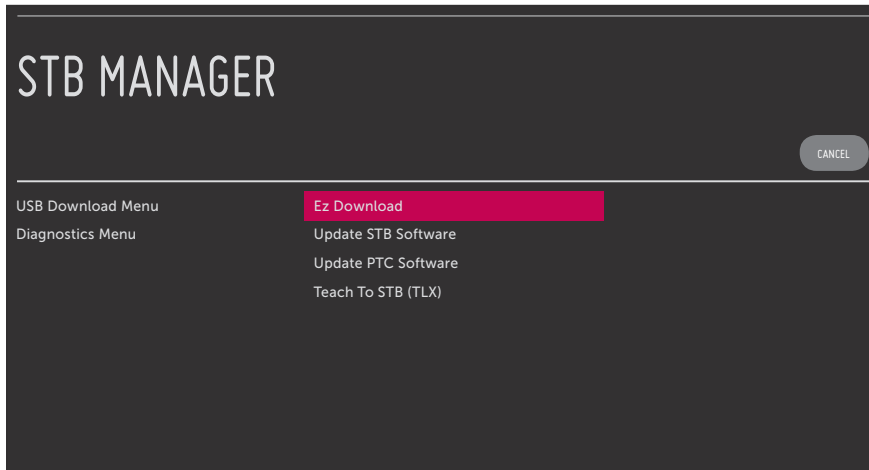 STB MANAGER
CANCEL
USB Download Menu
Diagnostics Menu
Ez Download
Update STB Software
Update PTC Software
Teach To STB (TLX)